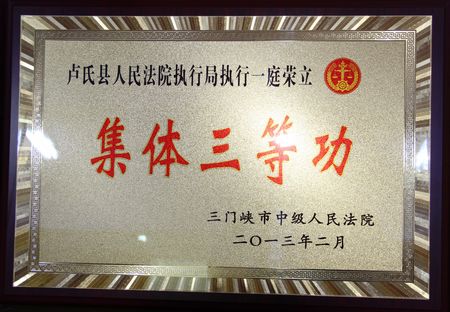 卢氏县人民法院执行局执行一庭荣立
集体三等功
三门峡市中级人民法院
二〇一三年二月